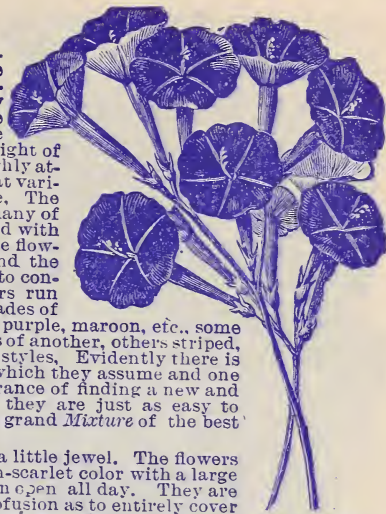 ight of
hly at-
at vari-
e. The
any of
d with
e flow-
nd the
to con-
rs run
ades of
purple, maroon, etc., some
s of another, others striped,
styles, Evidently there is
which they assume and one
rance of finding a new and
they are just as easy to
grand Mixture of the best
a little jewel. The flowers
n-scarlet color with a large
n open all day. They are
ofusion as to entirely cover